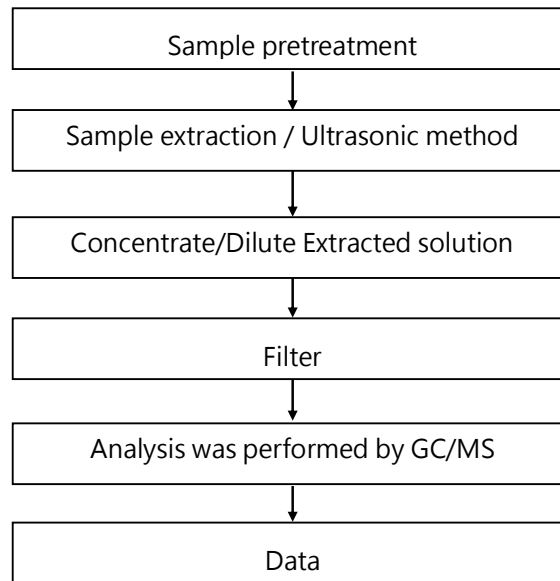 Sample pretreatment
Sample extraction / Ultrasonic method
Concentrate/Dilute Extracted solution
Filter
Analysis was performed by GC/MS
Data